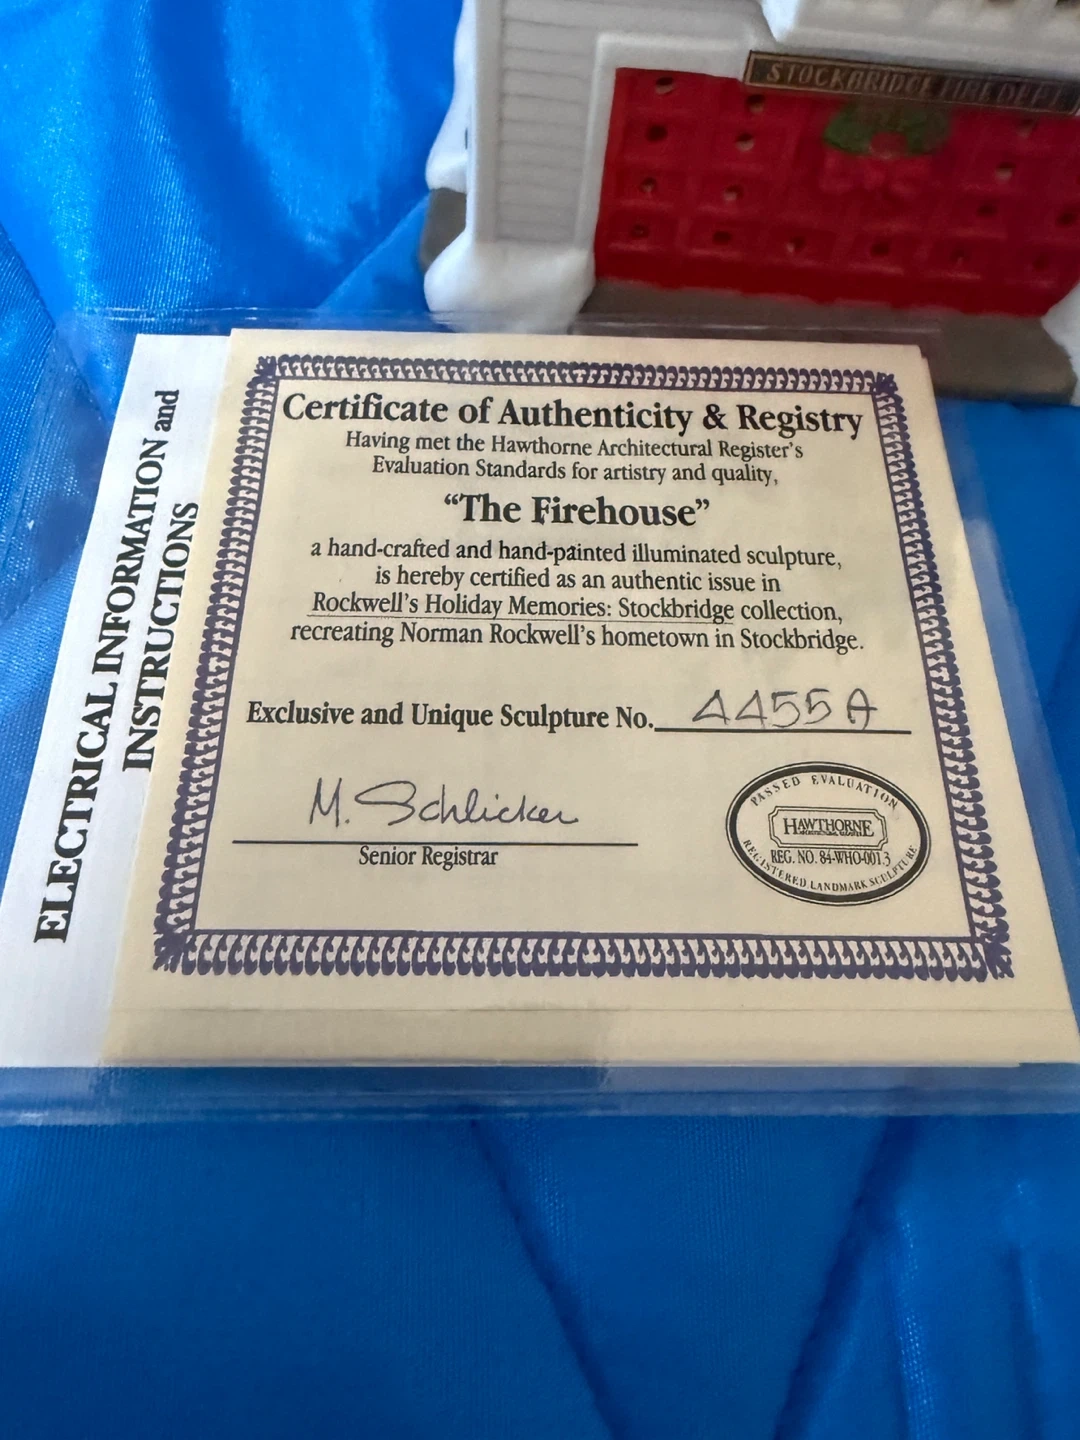 STOCKBRIDGE FIRE DEPT
ELECTRICAL INFORMATION and
INSTRUCTIONS
Certificate of Authenticity & Registry
Having met the Hawthorne Architectural Register's
Evaluation Standards for artistry and quality,
“The Firehouse”
a hand-crafted and hand-painted illuminated sculpture,
is hereby certified as an authentic issue in
Rockwell's Holiday Memories: Stockbridge collection,
recreating Norman Rockwell's hometown in Stockbridge.
Exclusive and Unique Sculpture No. 4455A
M. Schlicker
Senior Registrar
PASSED EVALUATION
HAWTHORNE
REG. NO. 84-WHO-001.3
REGISTERED LANDMARK SCULPTURE